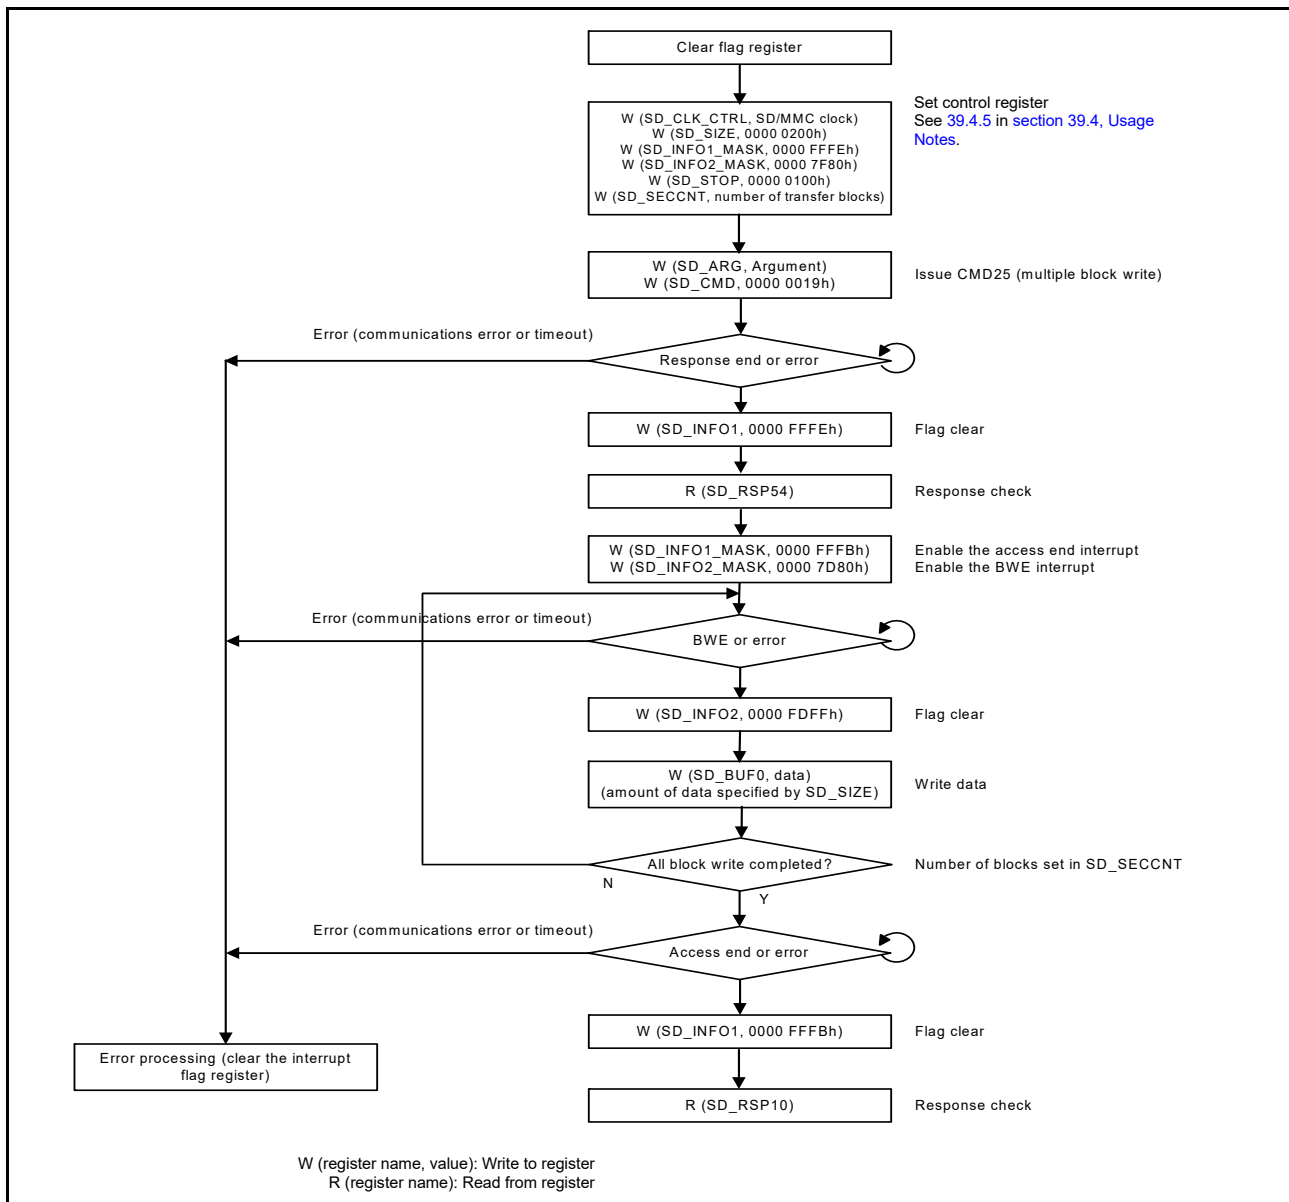 Clear flag register
W (SD_CLK_CTRL, SD/MMC clock)
W (SD_SIZE, 0000 0200h)
W (SD_INFO1_MASK, 0000 FFFEh)
W (SD_INFO2_MASK, 0000 7F80h)
W (SD_STOP, 0000 0100h)
W (SD_SECCNT, number of transfer blocks)
Set control register
See 39.4.5 in section 39.4, Usage
Notes.
W (SD_ARG, Argument)
W (SD_CMD, 0000 0019h)
Issue CMD25 (multiple block write)
Error (communications error or timeout)
Response end or error
W (SD_INFO1, 0000 FFFEh)
Flag clear
R (SD_RSP54)
Response check
W (SD_INFO1_MASK, 0000 FFFBh)
W (SD_INFO2_MASK, 0000 7D80h)
Enable the access end interrupt
Enable the BWE interrupt
Error (communications error or timeout)
BWE or error
W (SD_INFO2, 0000 FDFFh)
Flag clear
W (SD_BUF0, data)
(amount of data specified by SD_SIZE)
Write data
All block write completed?
Number of blocks set in SD_SECCNT
N
Y
Error (communications error or timeout)
Access end or error
W (SD_INFO1, 0000 FFFBh)
Flag clear
Error processing (clear the interrupt
flag register)
R (SD_RSP10)
Response check
W (register name, value): Write to register
R (register name): Read from register